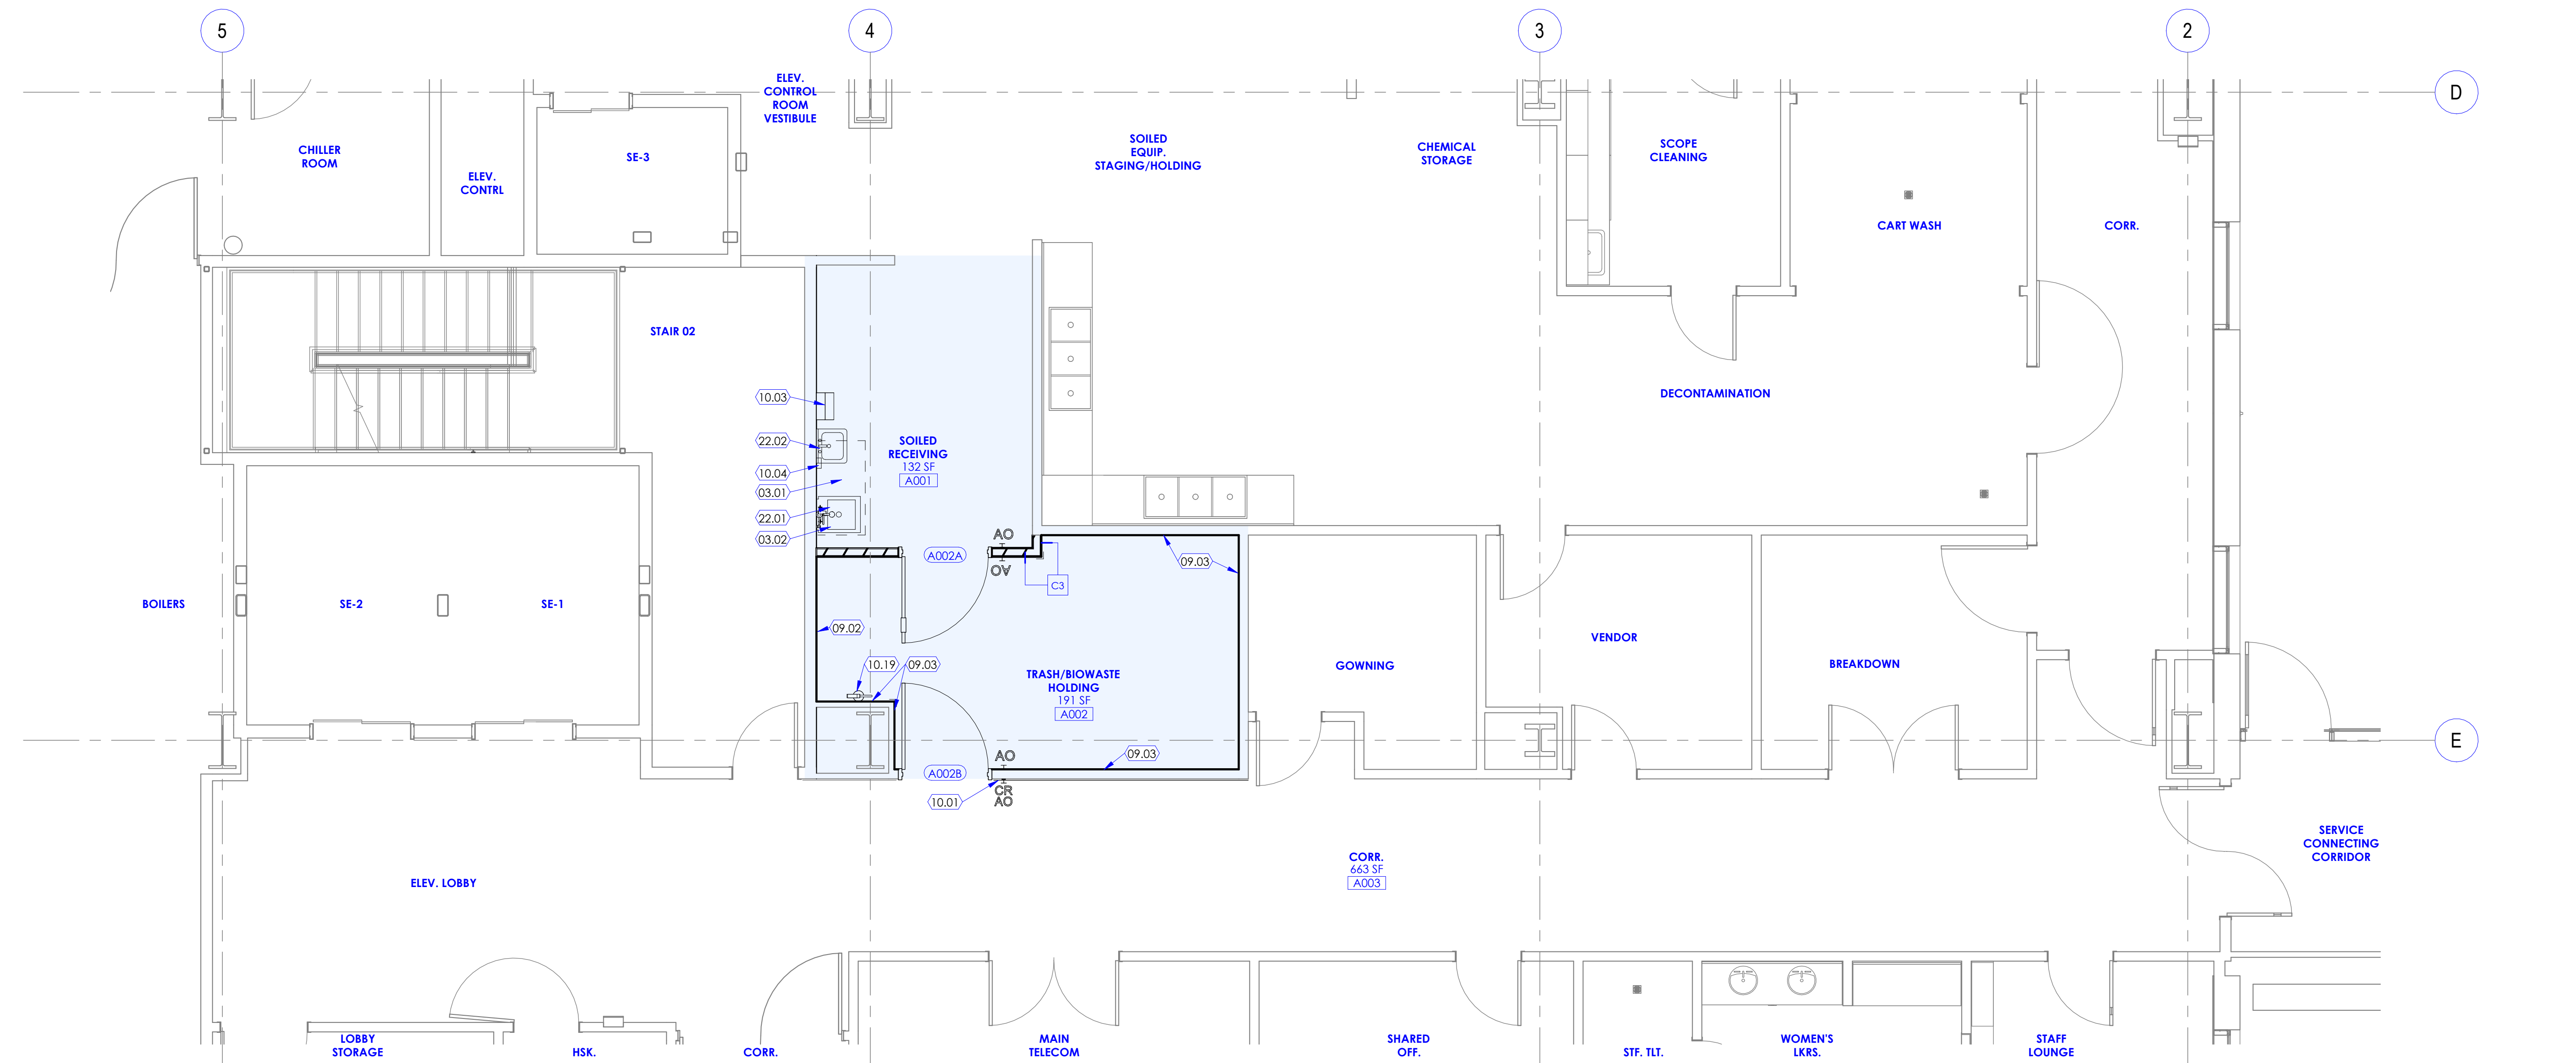 5
4
3
2
D
ELEV.
CONTROL
ROOM
VESTIBULE
CHILLER
ROOM
SE-3
ELEV.
CONTRL
SOILED
EQUIP.
STAGING/HOLDING
CHEMICAL
STORAGE
SCOPE
CLEANING
CART WASH
CORR.
STAIR 02
DECONTAMINATION
10.03
22.02
10.04
03.01
22.01
03.02
SOILED
RECEIVING
132 SF
A001
AO
A002A
AO
C3
09.03
BOILERS
SE-2
SE-1
09.02
10.19
09.03
TRASH/BIOWASTE
HOLDING
191 SF
A002
GOWNING
VENDOR
BREAKDOWN
E
AO
09.03
A002B
10.01
CR
AO
ELEV. LOBBY
CORR.
663 SF
A003
SERVICE
CONNECTING
CORRIDOR
LOBBY
STORAGE
HSK.
CORR.
MAIN
TELECOM
SHARED
OFF.
STF. TLT.
WOMEN'S
LKRS.
STAFF
LOUNGE